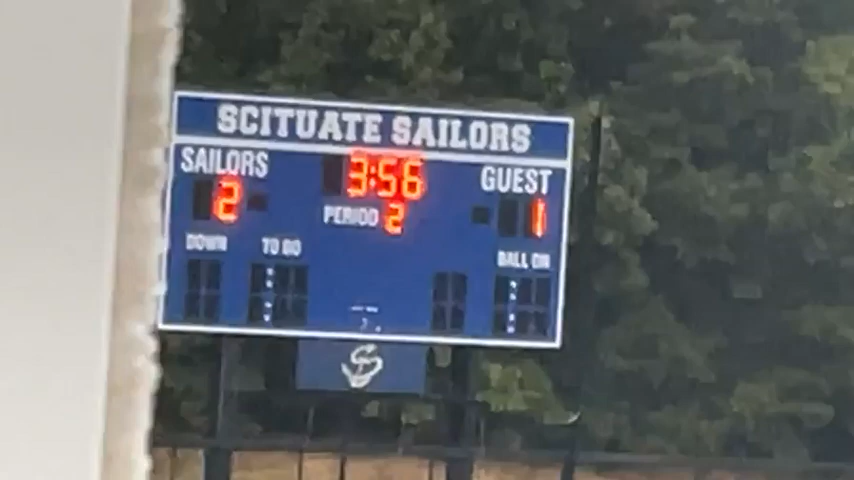 SCITUATE SAILORS
SAILORS 3:56 GUEST
2 PERIOD 2 1
DOWN TO GO BALL ON